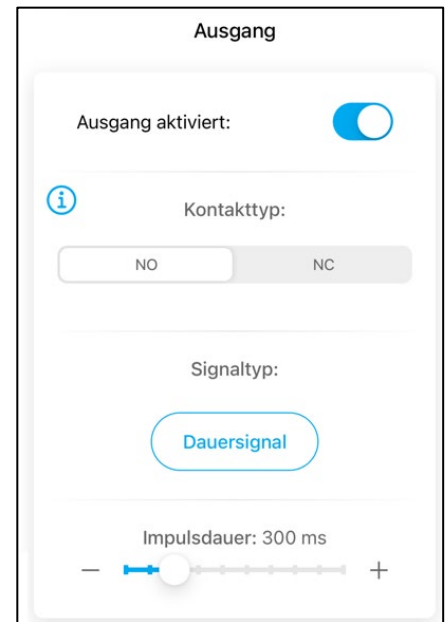 Ausgang
Ausgang aktiviert:
i
Kontakttyp:
NO NC
Signaltyp:
Dauersignal
Impulsdauer: 300 ms
− +